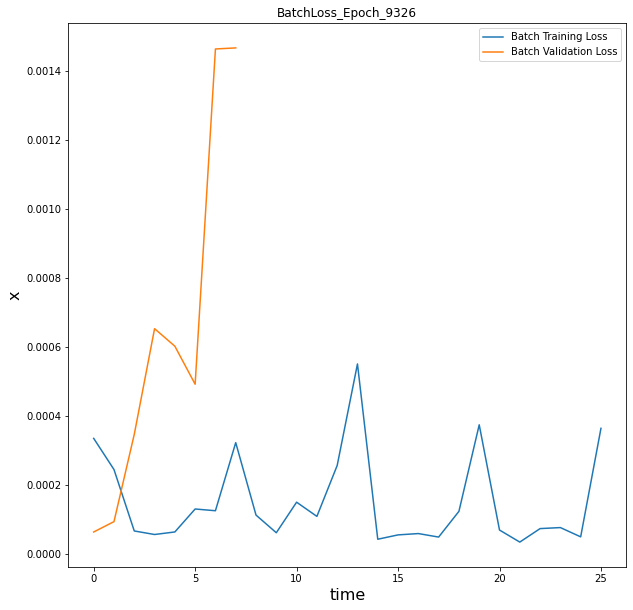 BatchLoss_Epoch_9326
Batch Training Loss
Batch Validation Loss
0.0014
0.0012
0.0010
0.0008
0.0006
0.0004
0.0002
0.0000
x
0 5 10 15 20 25
time